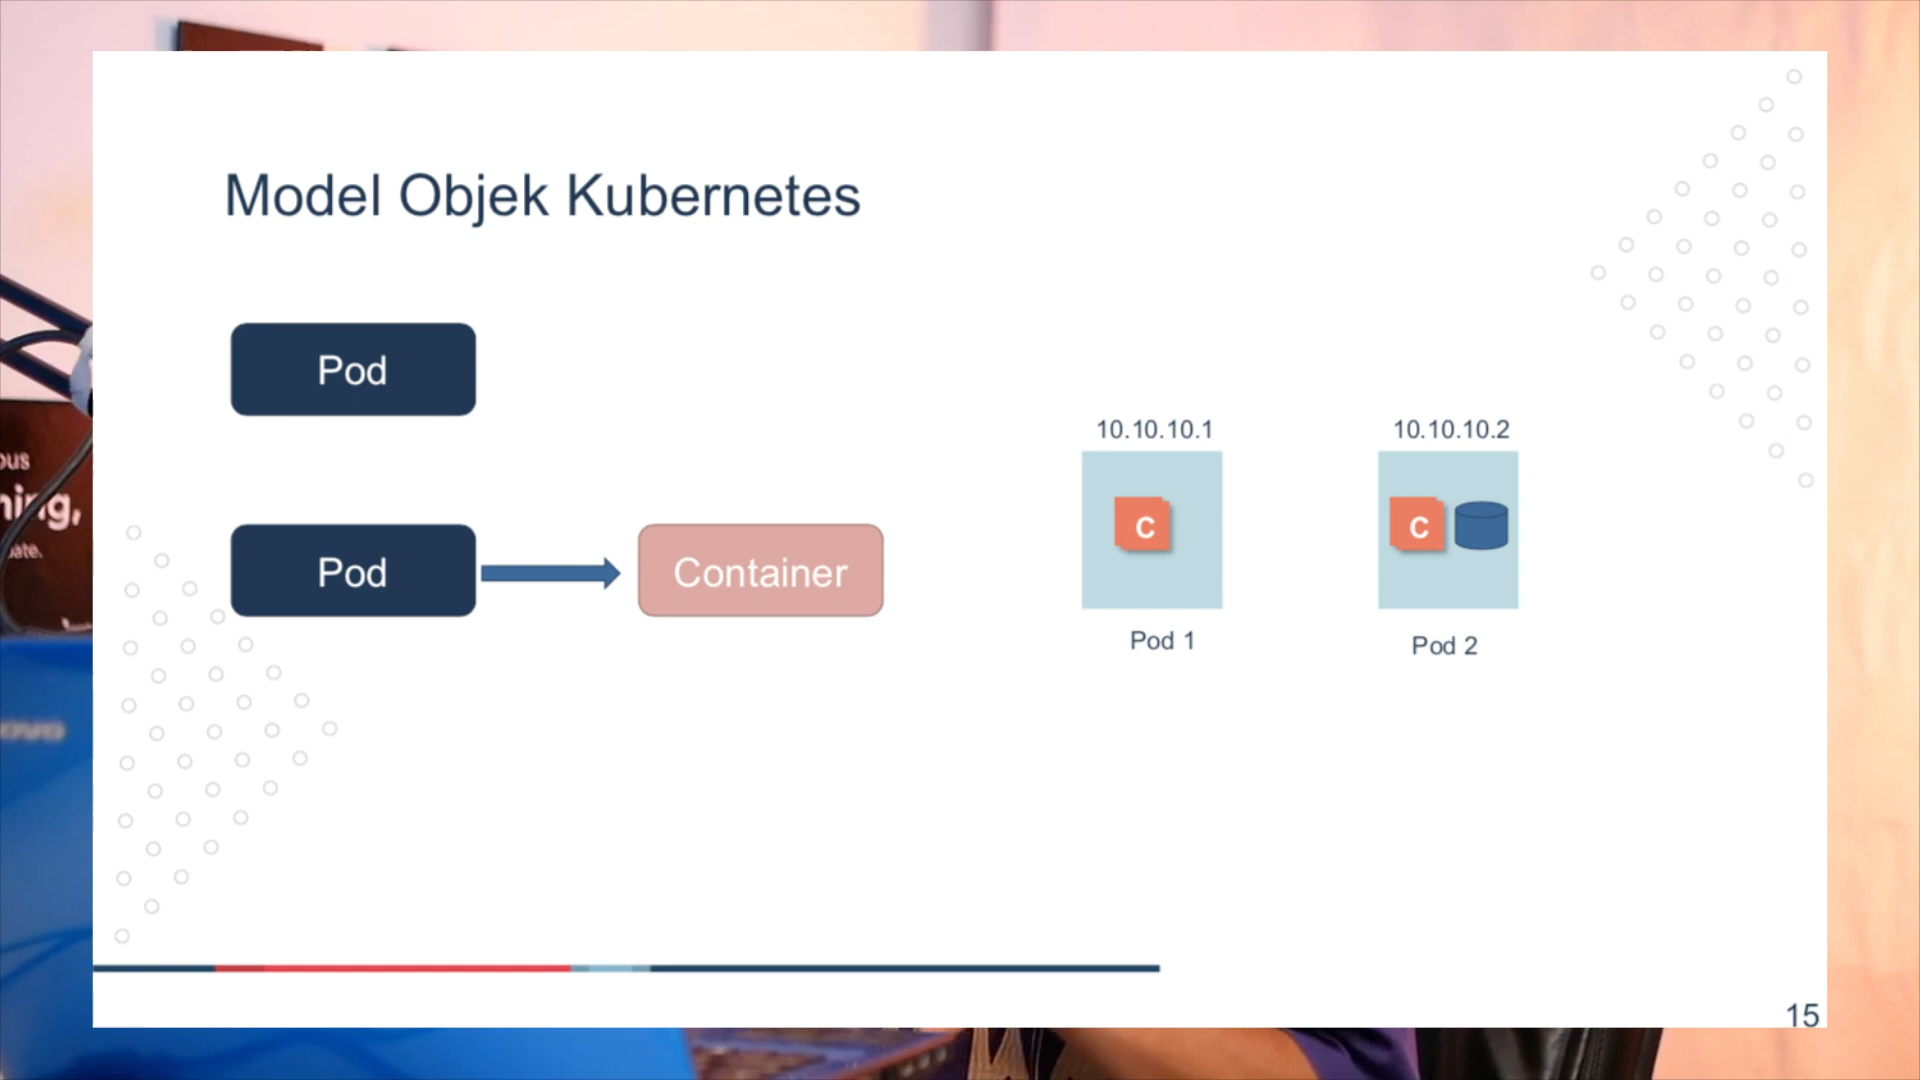 Model Objek Kubernetes
Pod
Pod
Container
10.10.10.1
10.10.10.2
C
C
Pod 1
Pod 2
15